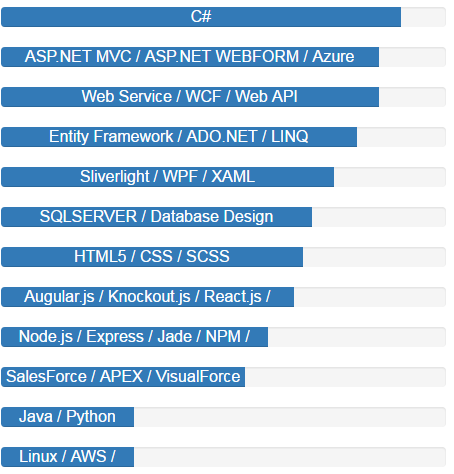 C#
ASP.NET MVC / ASP.NET WEBFORM / Azure
Web Service / WCF / Web API
Entity Framework / ADO.NET / LINQ
Sliverlight / WPF / XAML
SQLSERVER / Database Design
HTML5 / CSS / SCSS
Augular.js / Knockout.js / React.js /
Node.js / Express / Jade / NPM /
SalesForce / APEX / VisualForce
Java / Python
Linux / AWS /